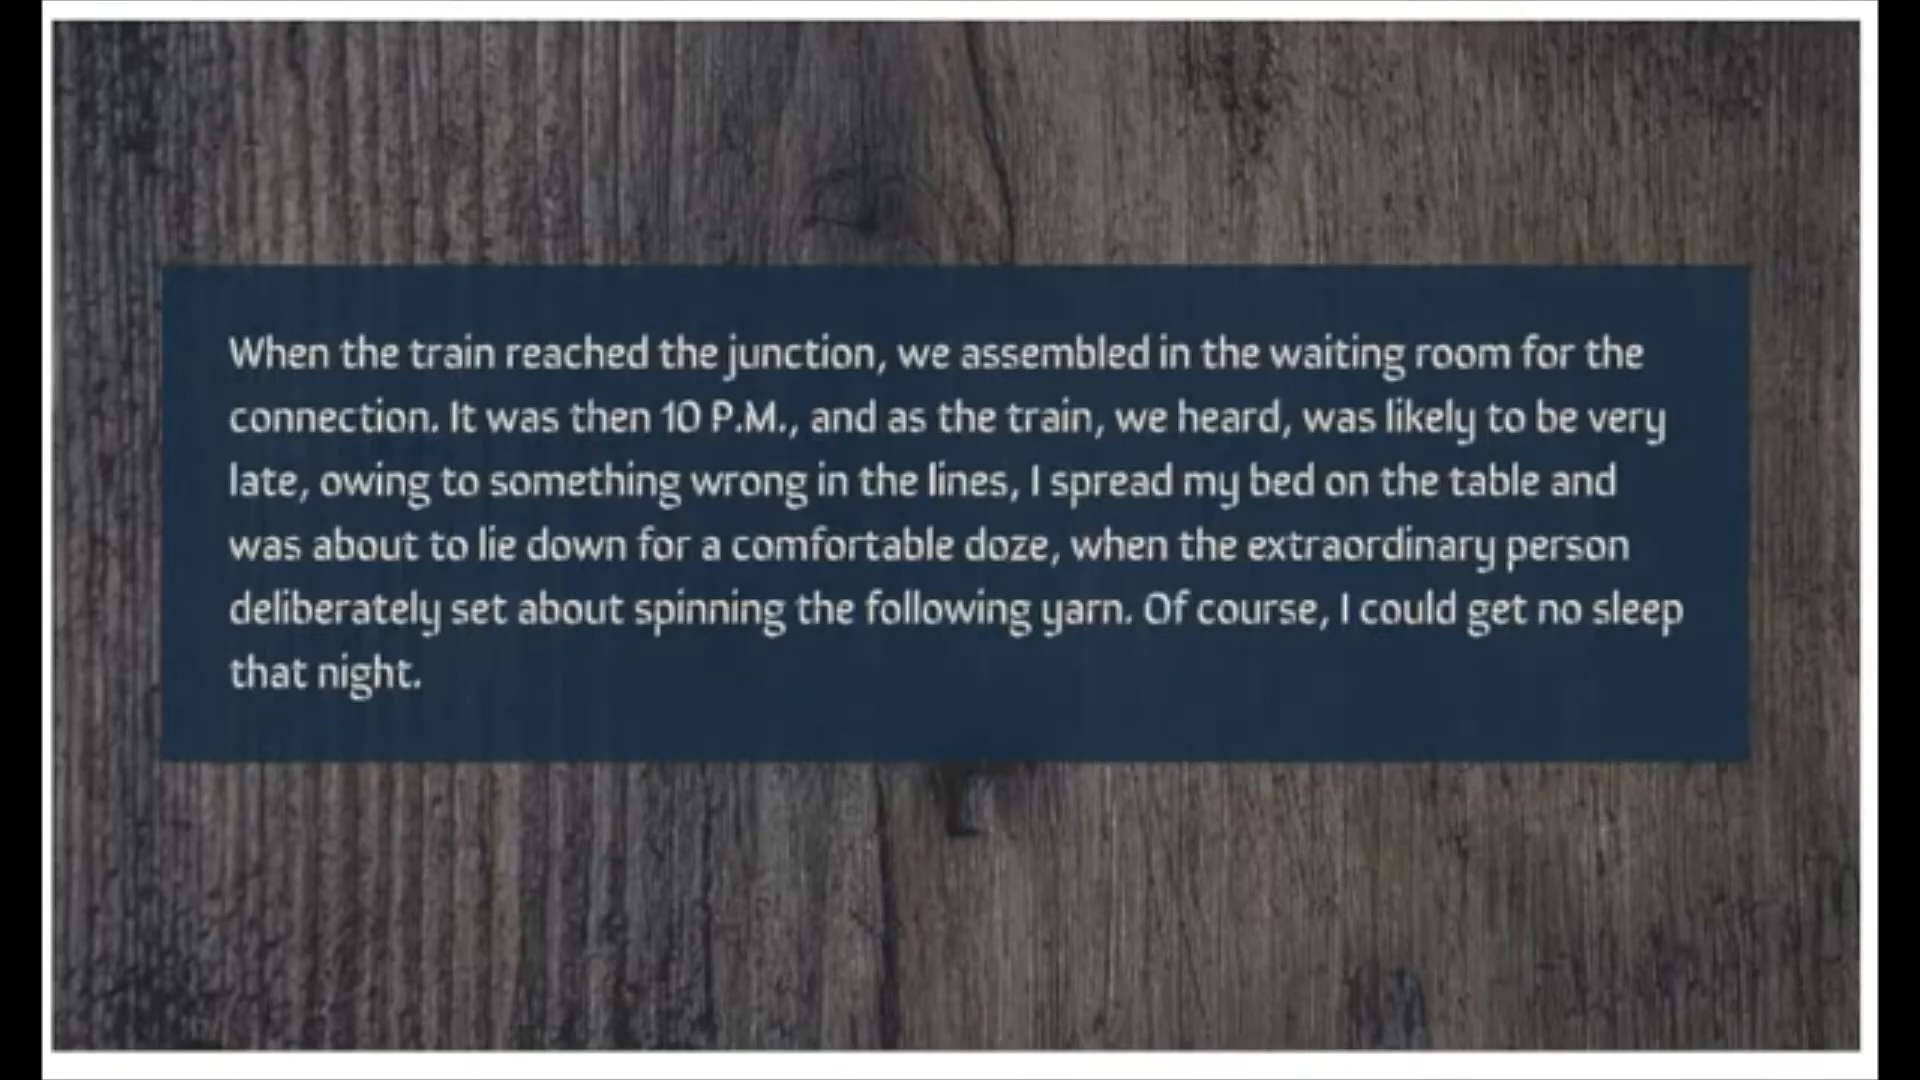 When the train reached the junction, we assembled in the waiting room for the
connection. It was then 10 P.M., and as the train, we heard, was likely to be very
late, owing to something wrong in the lines, I spread my bed on the table and
was about to lie down for a comfortable doze, when the extraordinary person
deliberately set about spinning the following yarn. Of course, I could get no sleep
that night.